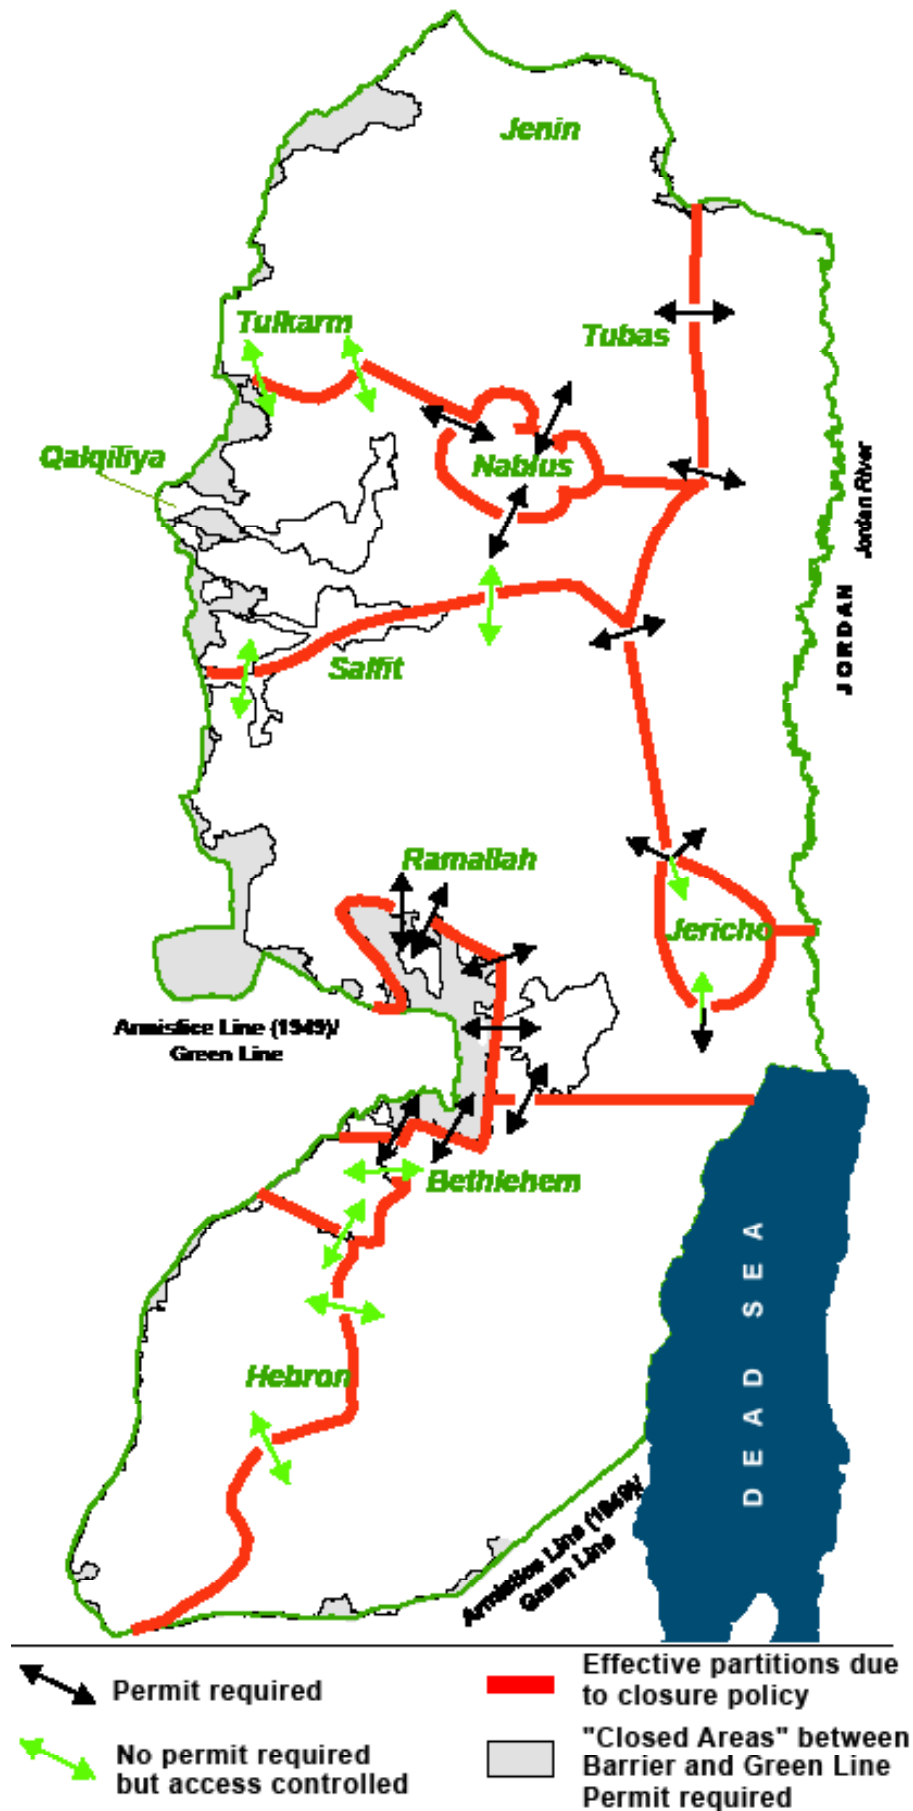 Jenin
Tulkarm
Tubas
Qalqiliya
Nablus
Jordan River
JORDAN
Salfit
Ramallah
Jericho
Armistice Line (1949)/
Green Line
Bethlehem
DEAD SEA
Hebron
Armistice Line (1949)/
Green Line
Permit required
No permit required
but access controlled
Effective partitions due
to closure policy
"Closed Areas" between
Barrier and Green Line
Permit required